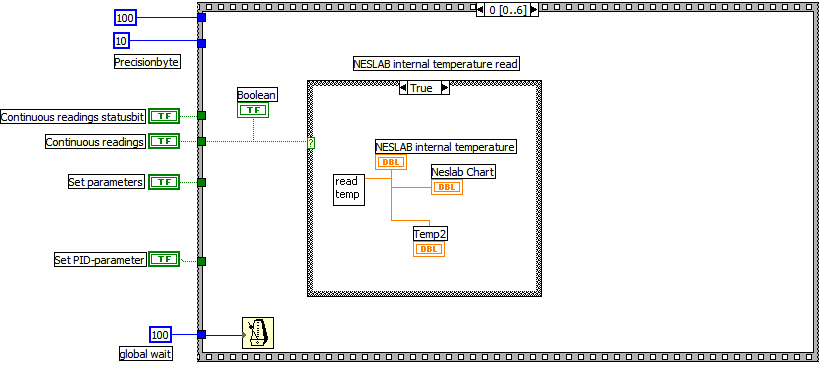 100
0 [0..6]
10
Precisionbyte
NESLAB internal temperature read
True
Boolean
TF
Continuous readings statusbit
TF
Continuous readings
TF
?
NESLAB internal temperature
DBL
Neslab Chart
DBL
read
temp
Set parameters
TF
Temp2
DBL
Set PID-parameter
TF
100
global wait